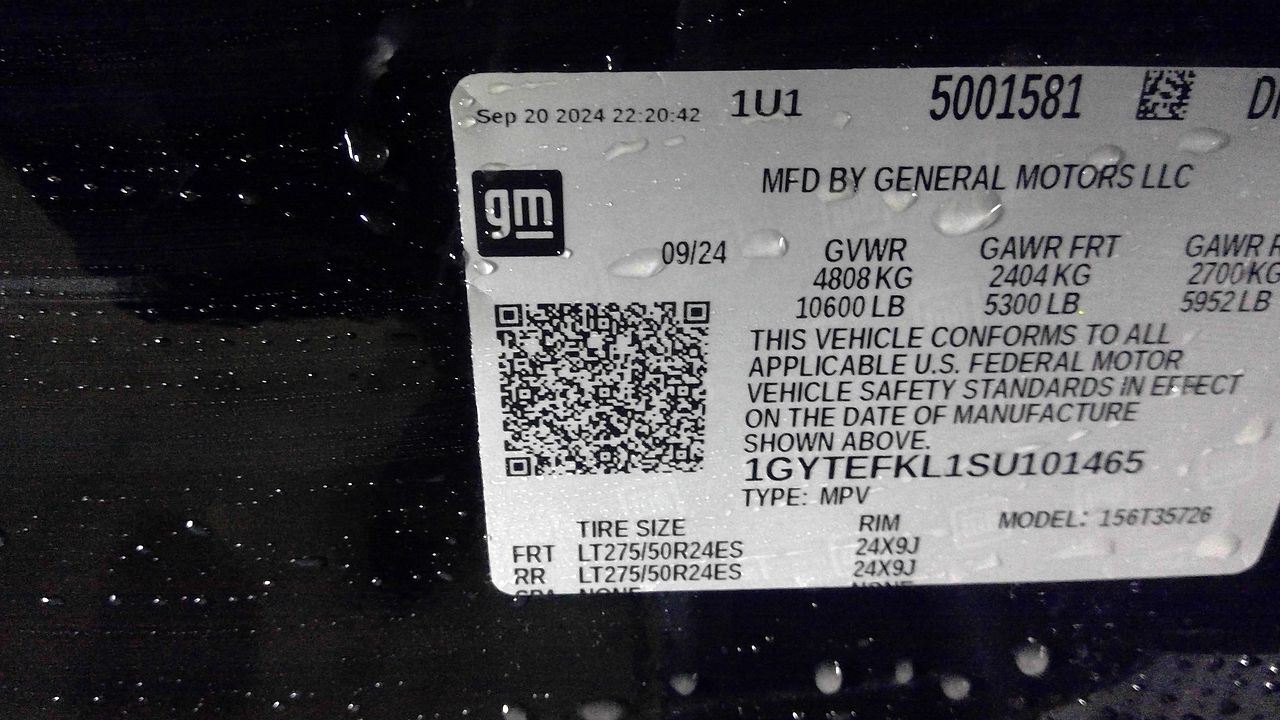 Sep 20 2024 22:20:42 1U1 5001581
MFD BY GENERAL MOTORS LLC
gm
09/24 GVWR GAWR FRT GAWR
4808 KG 2404 KG 2700 KG
10600 LB 5300 LB 5952 LB
THIS VEHICLE CONFORMS TO ALL
APPLICABLE U.S. FEDERAL MOTOR
VEHICLE SAFETY STANDARDS IN EFFECT
ON THE DATE OF MANUFACTURE
SHOWN ABOVE.
1GYTEFKL1SU101465
TYPE: MPV
TIRE SIZE RIM MODEL: 156T35726
FRT LT275/50R24ES 24X9J
RR LT275/50R24ES 24X9J
NONE NONE